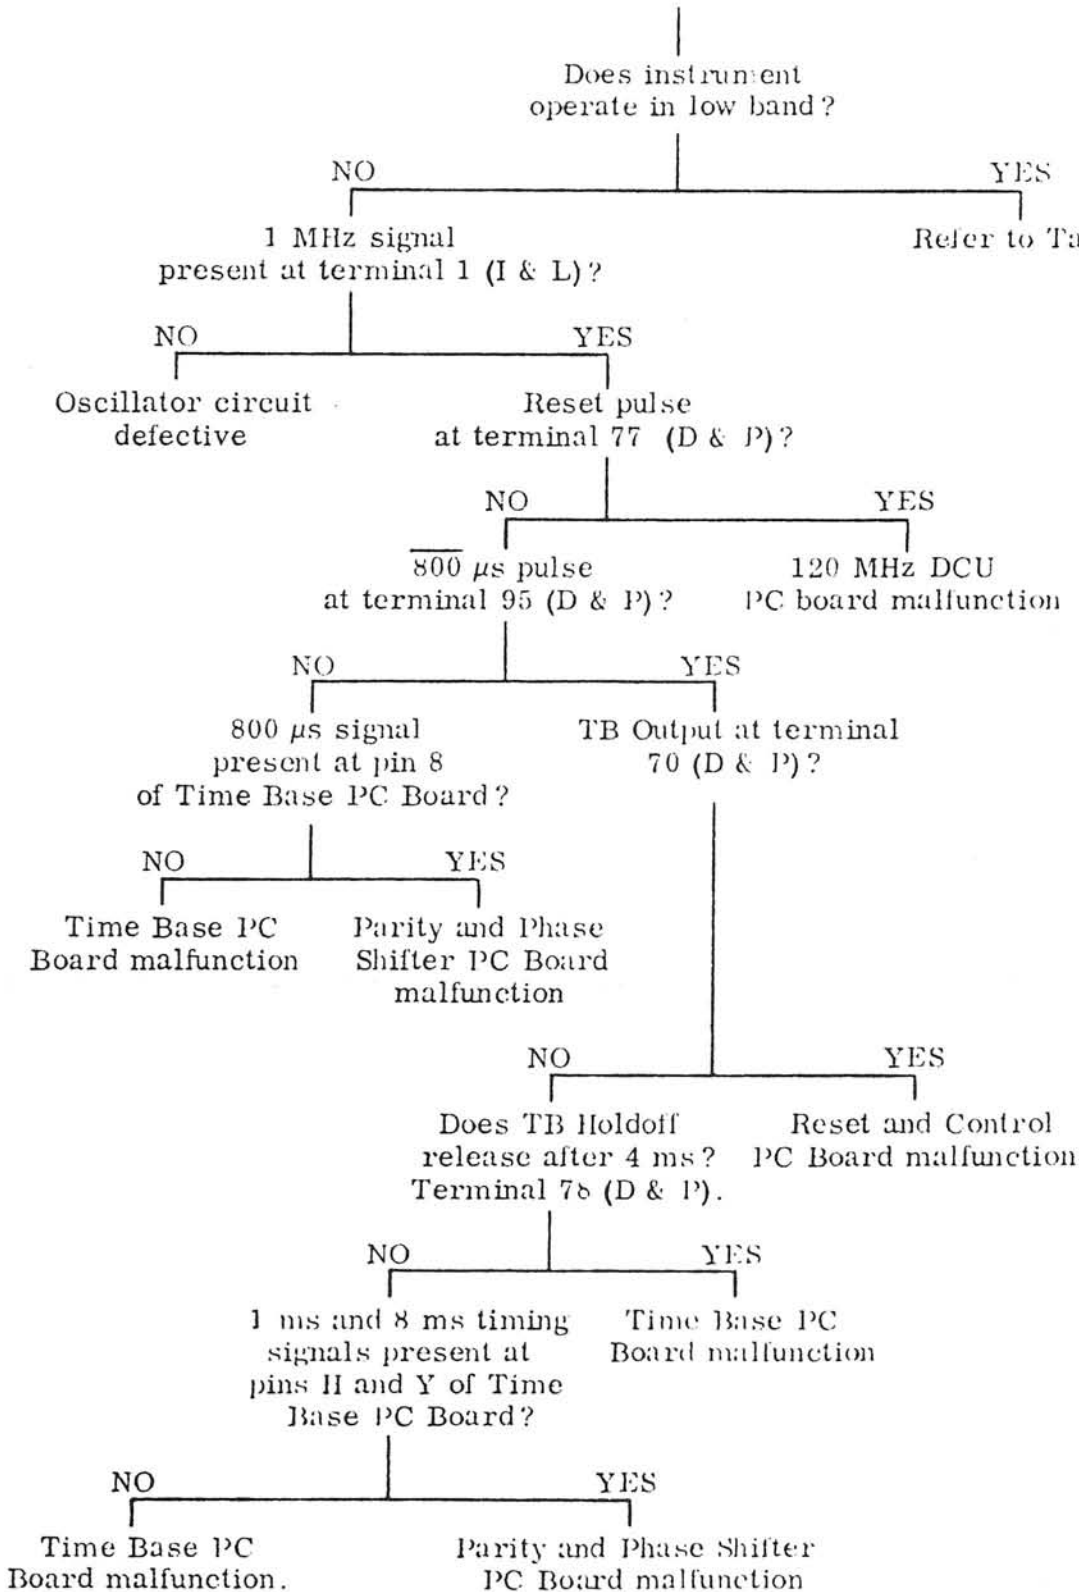 Does instrument
operate in low band?
NO YES
1 MHz signal
present at terminal 1 (I & L)?
Refer to Ta
NO YES
Oscillator circuit
defective
Reset pulse
at terminal 77 (D & P)?
NO YES
800 μs pulse
at terminal 95 (D & P)?
120 MHz DCU
PC board malfunction
NO YES
800 μs signal
present at pin 8
of Time Base PC Board?
TB Output at terminal
70 (D & P)?
NO YES
Time Base PC
Board malfunction
Parity and Phase
Shifter PC Board
malfunction
NO YES
Does TB Holdoff
release after 4 ms?
Terminal 78 (D & P).
Reset and Control
PC Board malfunction
NO YES
1 ms and 8 ms timing
signals present at
pins H and Y of Time
Base PC Board?
Time Base PC
Board malfunction
NO YES
Time Base PC
Board malfunction.
Parity and Phase Shifter
PC Board malfunction